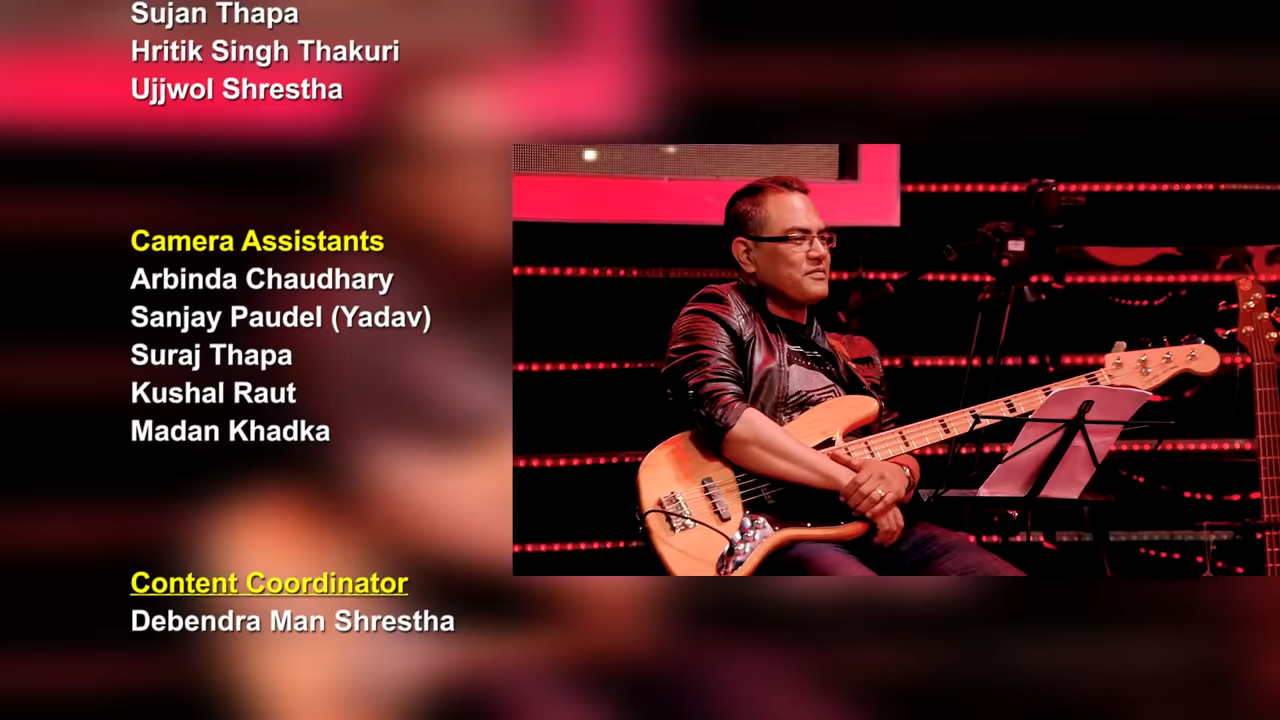 Sujan Thapa
Hritik Singh Thakuri
Ujjwol Shrestha
Camera Assistants
Arbinda Chaudhary
Sanjay Paudel (Yadav)
Suraj Thapa
Kushal Raut
Madan Khadka
Content Coordinator
Debendra Man Shrestha